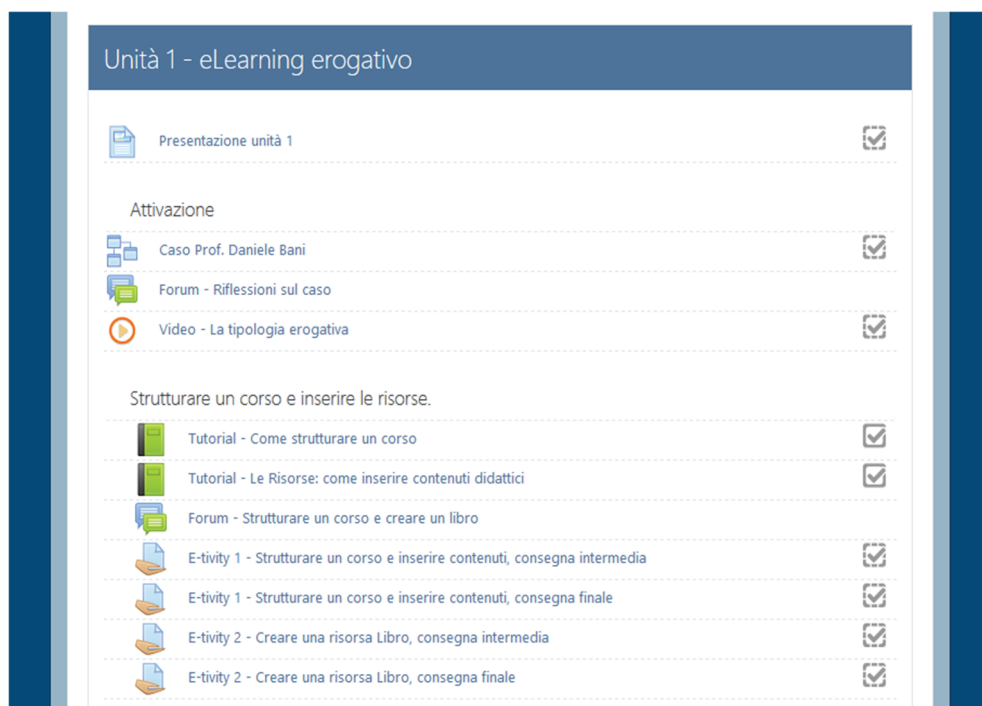 Unità 1 - eLearning erogativo
Presentazione unità 1
Attivazione
Caso Prof. Daniele Bani
Forum - Riflessioni sul caso
Video - La tipologia erogativa
Strutturare un corso e inserire le risorse.
Tutorial - Come strutturare un corso
Tutorial - Le Risorse: come inserire contenuti didattici
Forum - Strutturare un corso e creare un libro
E-tivity 1 - Strutturare un corso e inserire contenuti, consegna intermedia
E-tivity 1 - Strutturare un corso e inserire contenuti, consegna finale
E-tivity 2 - Creare una risorsa Libro, consegna intermedia
E-tivity 2 - Creare una risorsa Libro, consegna finale